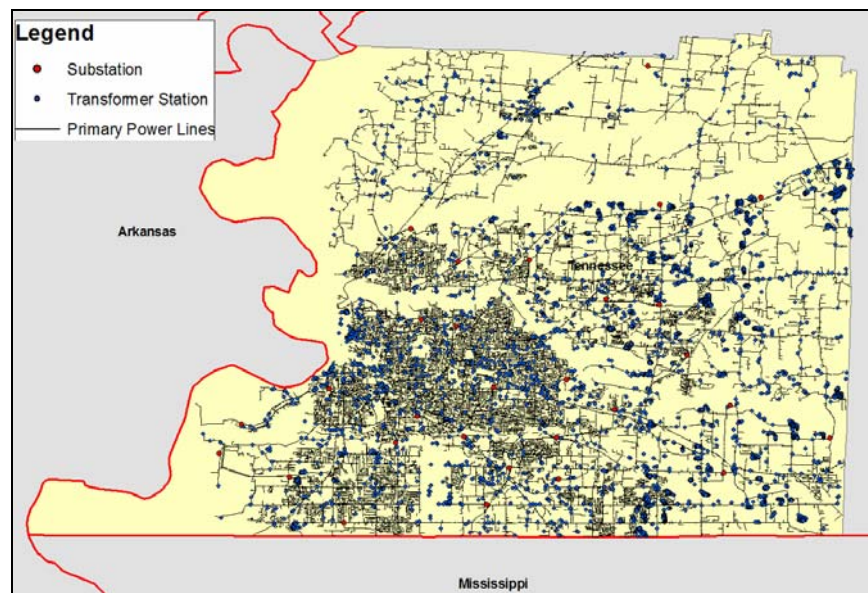 Legend
Substation
Transformer Station
Primary Power Lines
Arkansas
Tennessee
Mississippi